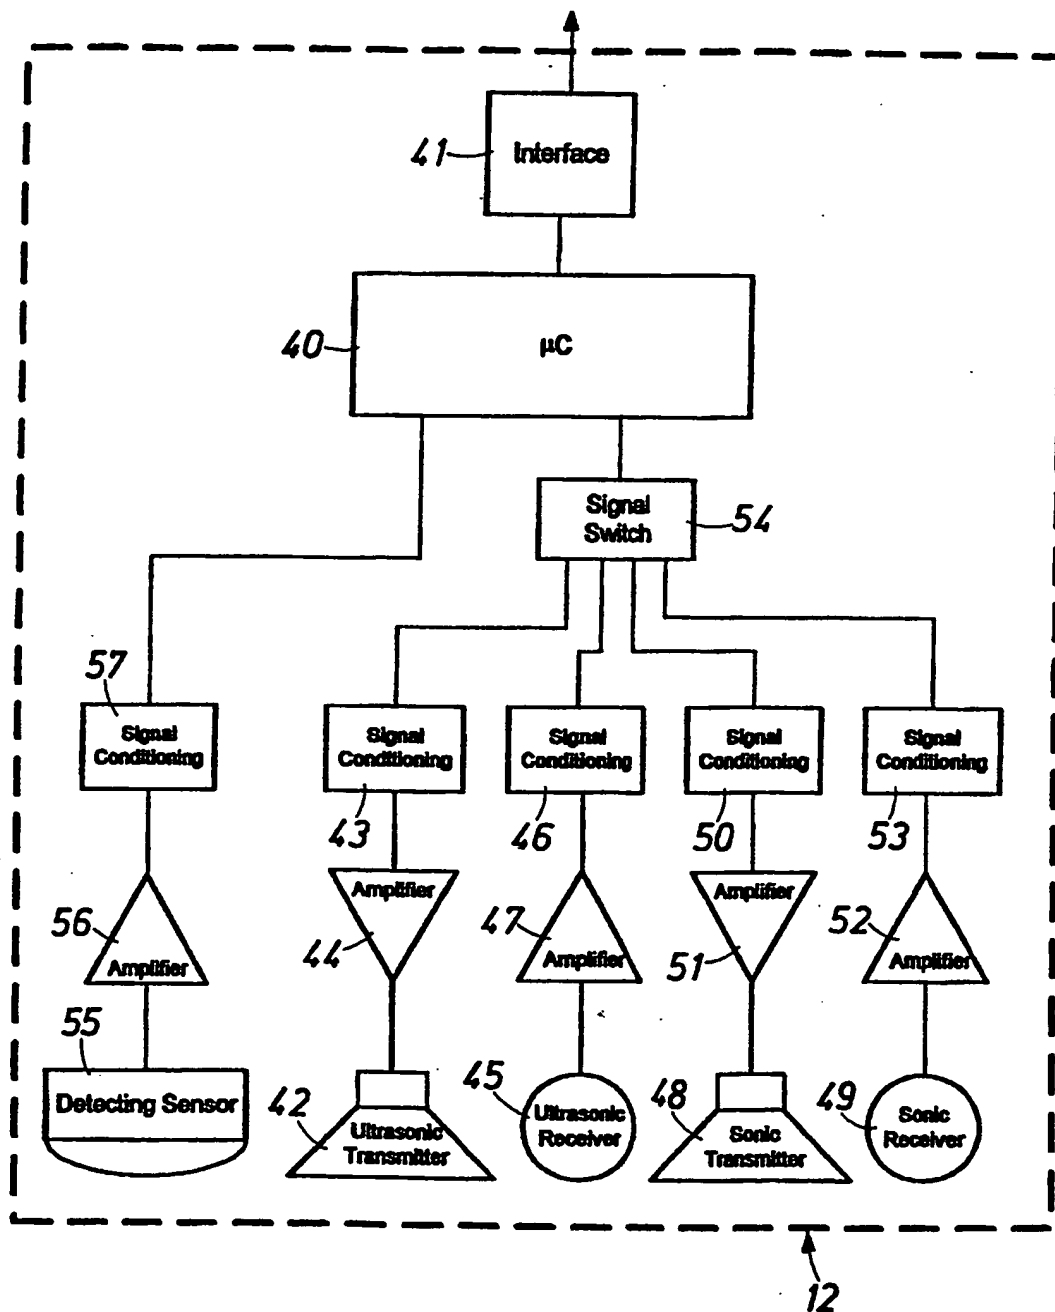 41
Interface
40
µC
Signal
Switch
54
57
Signal
Conditioning
Signal
Conditioning
Signal
Conditioning
Signal
Conditioning
Signal
Conditioning
43
46
50
53
56
Amplifier
Amplifier
44
47
Amplifier
Amplifier
51
52
Amplifier
55
Detecting Sensor
42
Ultrasonic
Transmitter
45
Ultrasonic
Receiver
48
Sonic
Transmitter
49
Sonic
Receiver
12